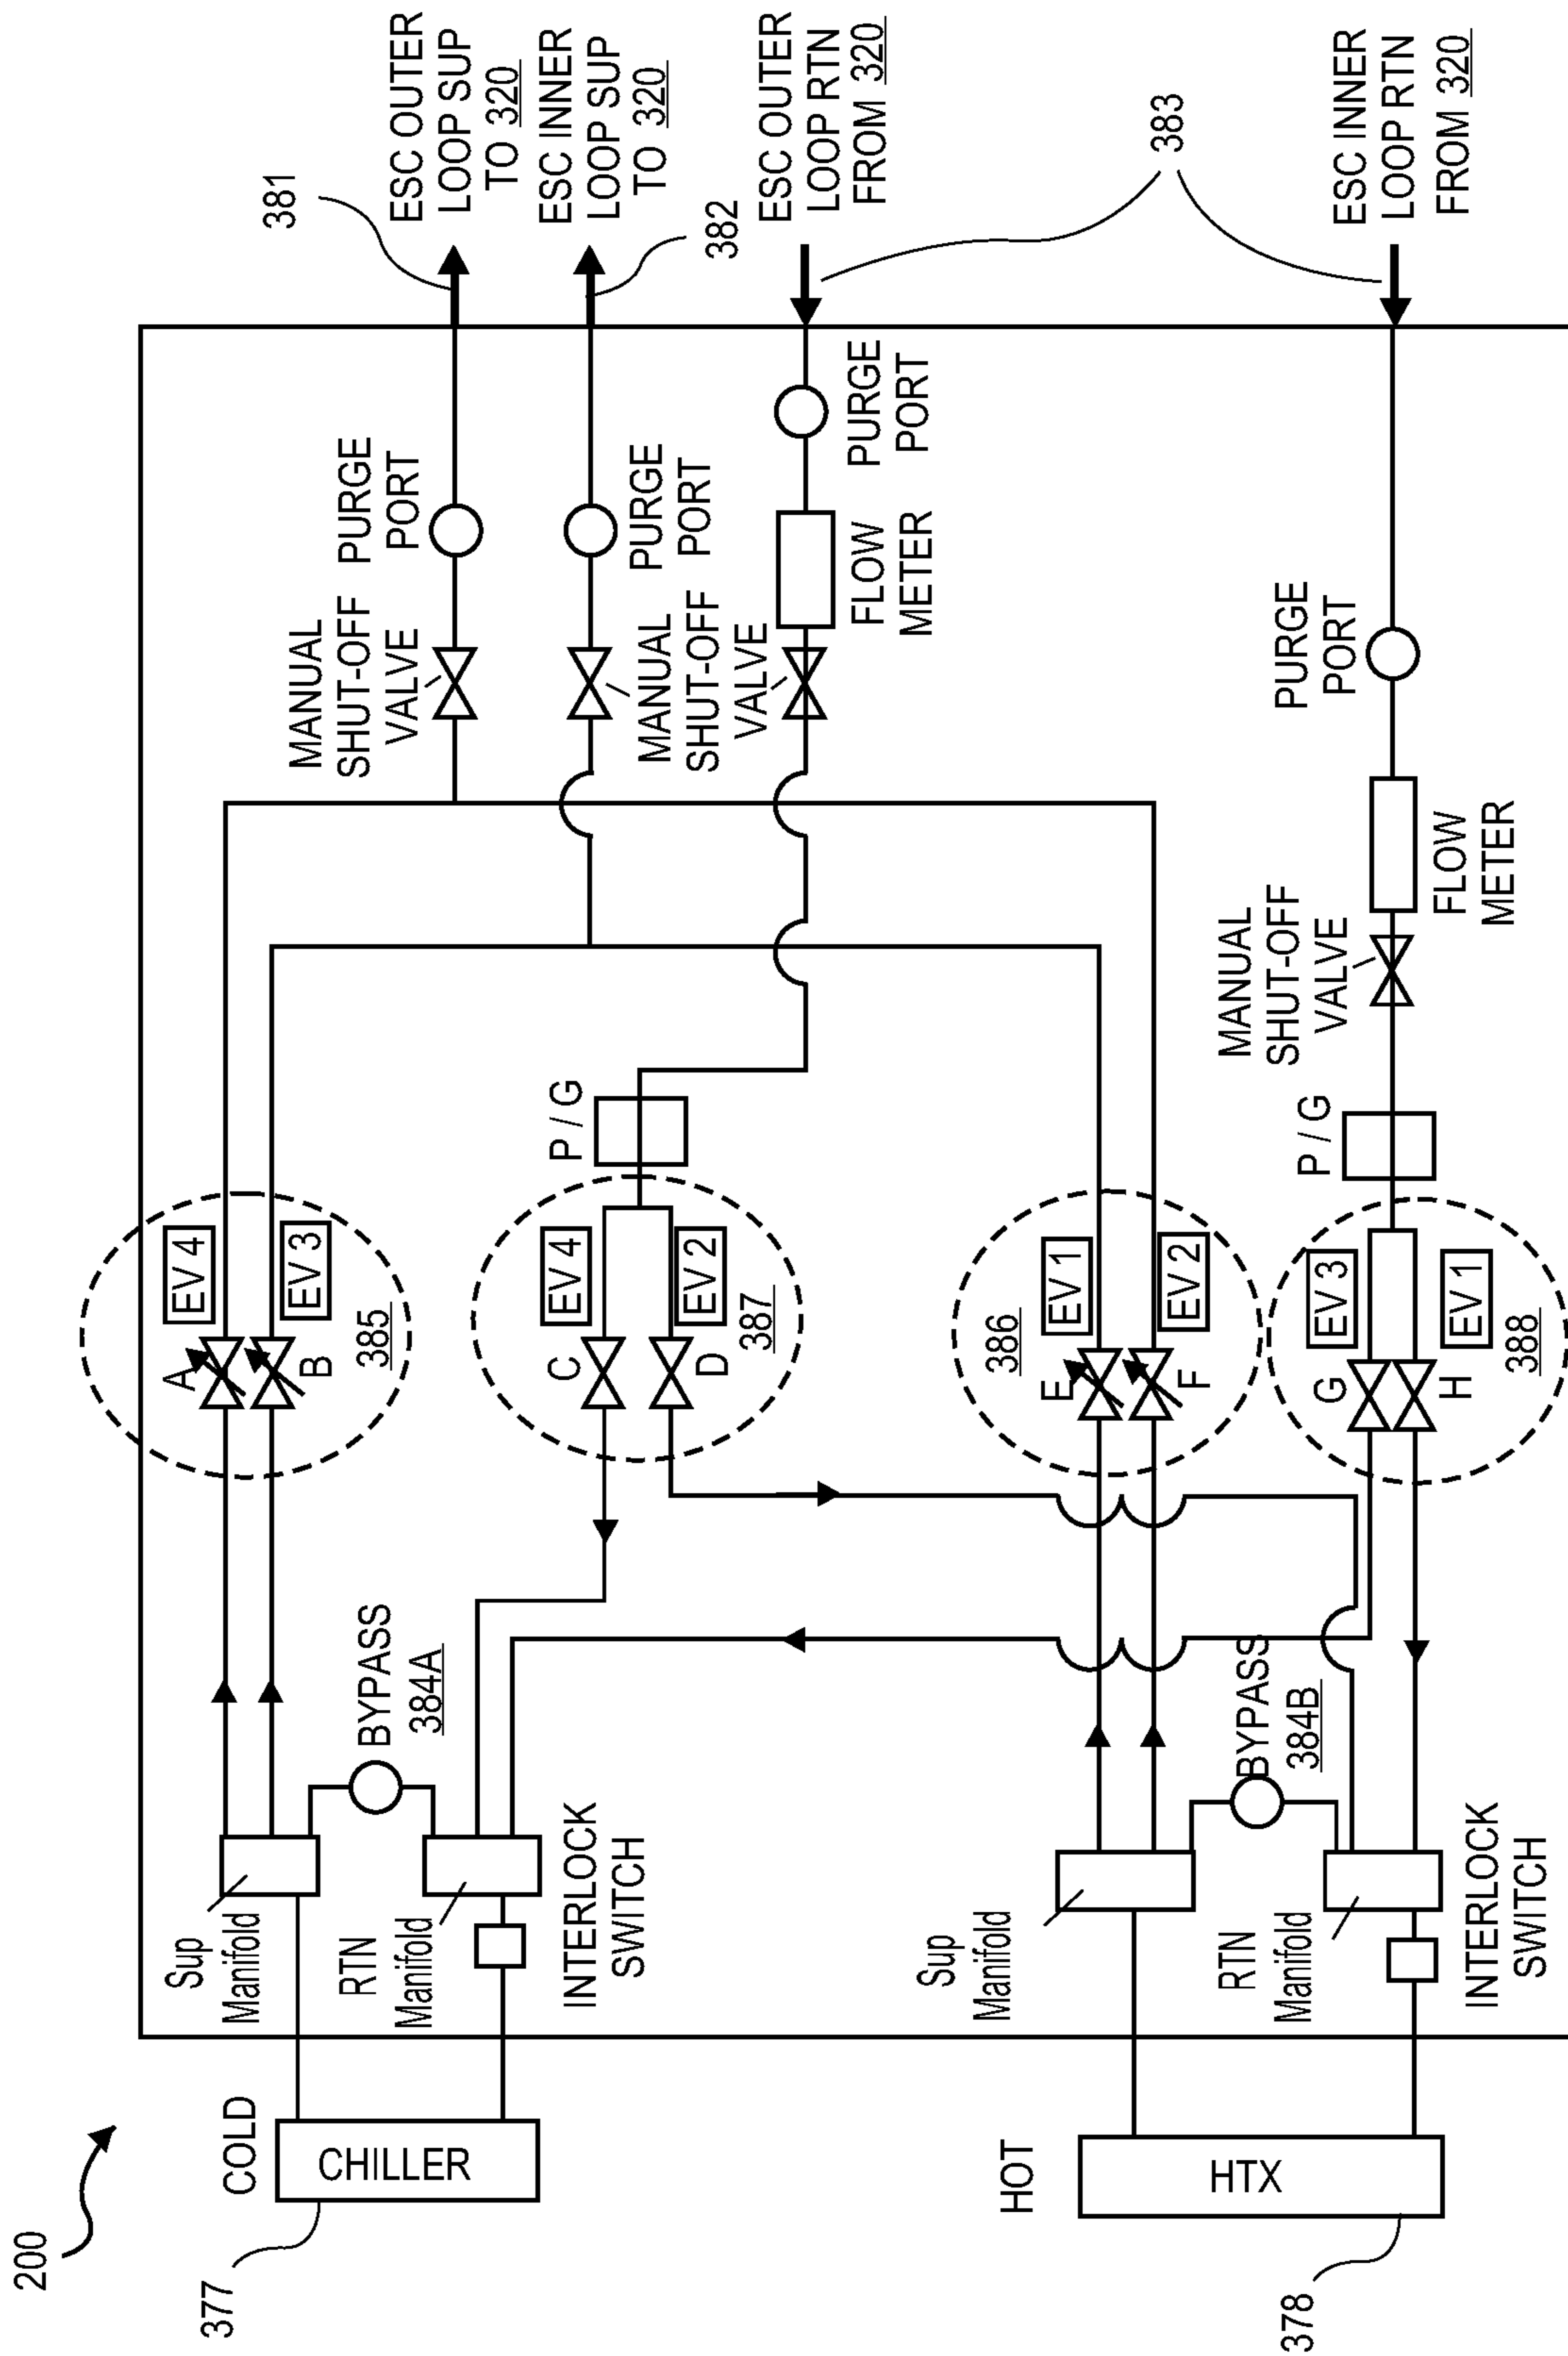 200
377
COLD
CHILLER
378
HOT
HTX
Sup
Manifold
RTN
Manifold
INTERLOCK
SWITCH
BYPASS
384A
Sup
Manifold
RTN
Manifold
INTERLOCK
SWITCH
BYPASS
384B
A
EV 4
B
EV 3
385
C
EV 4
D
EV 2
387
E
EV 1
F
EV 2
386
G
EV 3
H
EV 1
388
P / G
P / G
MANUAL
SHUT-OFF
VALVE
MANUAL
SHUT-OFF
VALVE
MANUAL
SHUT-OFF
VALVE
FLOW
METER
FLOW
METER
PURGE
PORT
PURGE
PORT
PURGE
PORT
PURGE
PORT
381
382
383
ESC OUTER
LOOP SUP
TO 320
ESC INNER
LOOP SUP
TO 320
ESC OUTER
LOOP RTN
FROM 320
ESC INNER
LOOP RTN
FROM 320